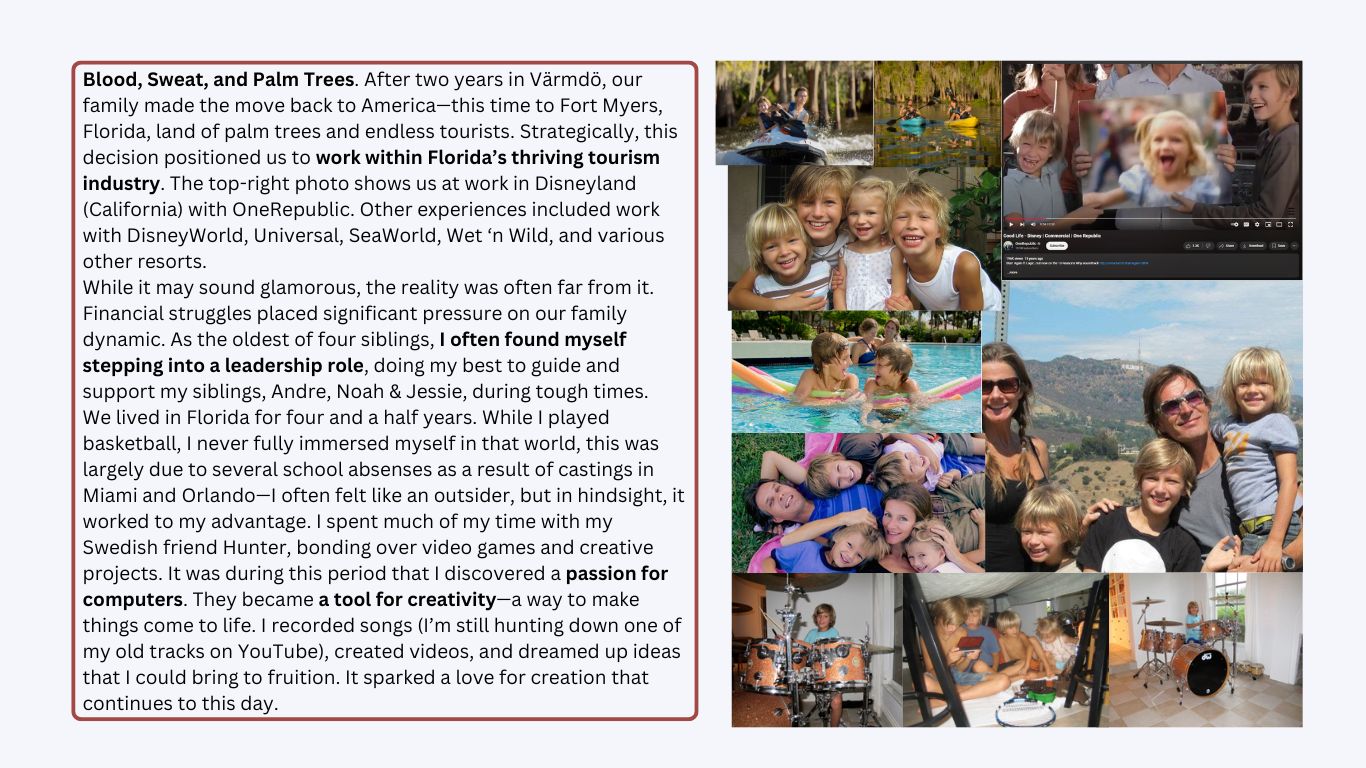 Blood, Sweat, and Palm Trees. After two years in Värmdö, our
family made the move back to America—this time to Fort Myers,
Florida, land of palm trees and endless tourists. Strategically, this
decision positioned us to work within Florida's thriving tourism
industry. The top-right photo shows us at work in Disneyland
(California) with OneRepublic. Other experiences included work
with DisneyWorld, Universal, SeaWorld, Wet ‘n Wild, and various
other resorts.
While it may sound glamorous, the reality was often far from it.
Financial struggles placed significant pressure on our family
dynamic. As the oldest of four siblings, I often found myself
stepping into a leadership role, doing my best to guide and
support my siblings, Andre, Noah & Jessie, during tough times.
We lived in Florida for four and a half years. While I played
basketball, I never fully immersed myself in that world, this was
largely due to several school absenses as a result of castings in
Miami and Orlando—I often felt like an outsider, but in hindsight, it
worked to my advantage. I spent much of my time with my
Swedish friend Hunter, bonding over video games and creative
projects. It was during this period that I discovered a passion for
computers. They became a tool for creativity—a way to make
things come to life. I recorded songs (I'm still hunting down one of
my old tracks on YouTube), created videos, and dreamed up ideas
that I could bring to fruition. It sparked a love for creation that
continues to this day.
Good Life - Disney | Commercial | One Republic
OneRepublic
Subscribe
Share
Download
Save
...more
HOLLYWOOD